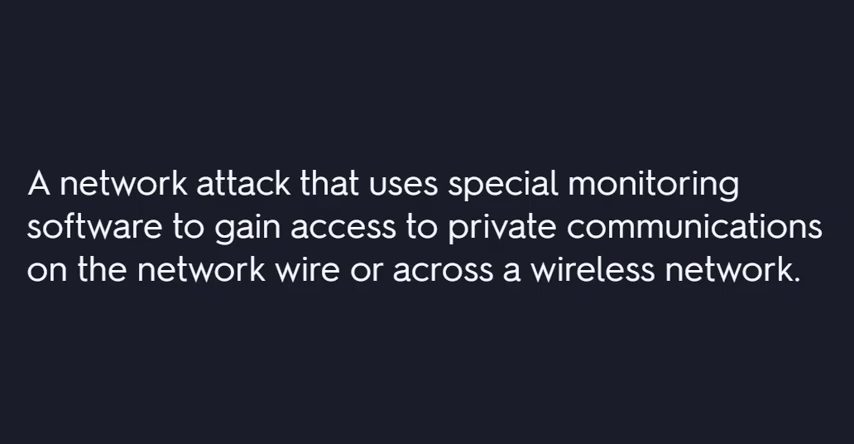 A network attack that uses special monitoring
software to gain access to private communications
on the network wire or across a wireless network.